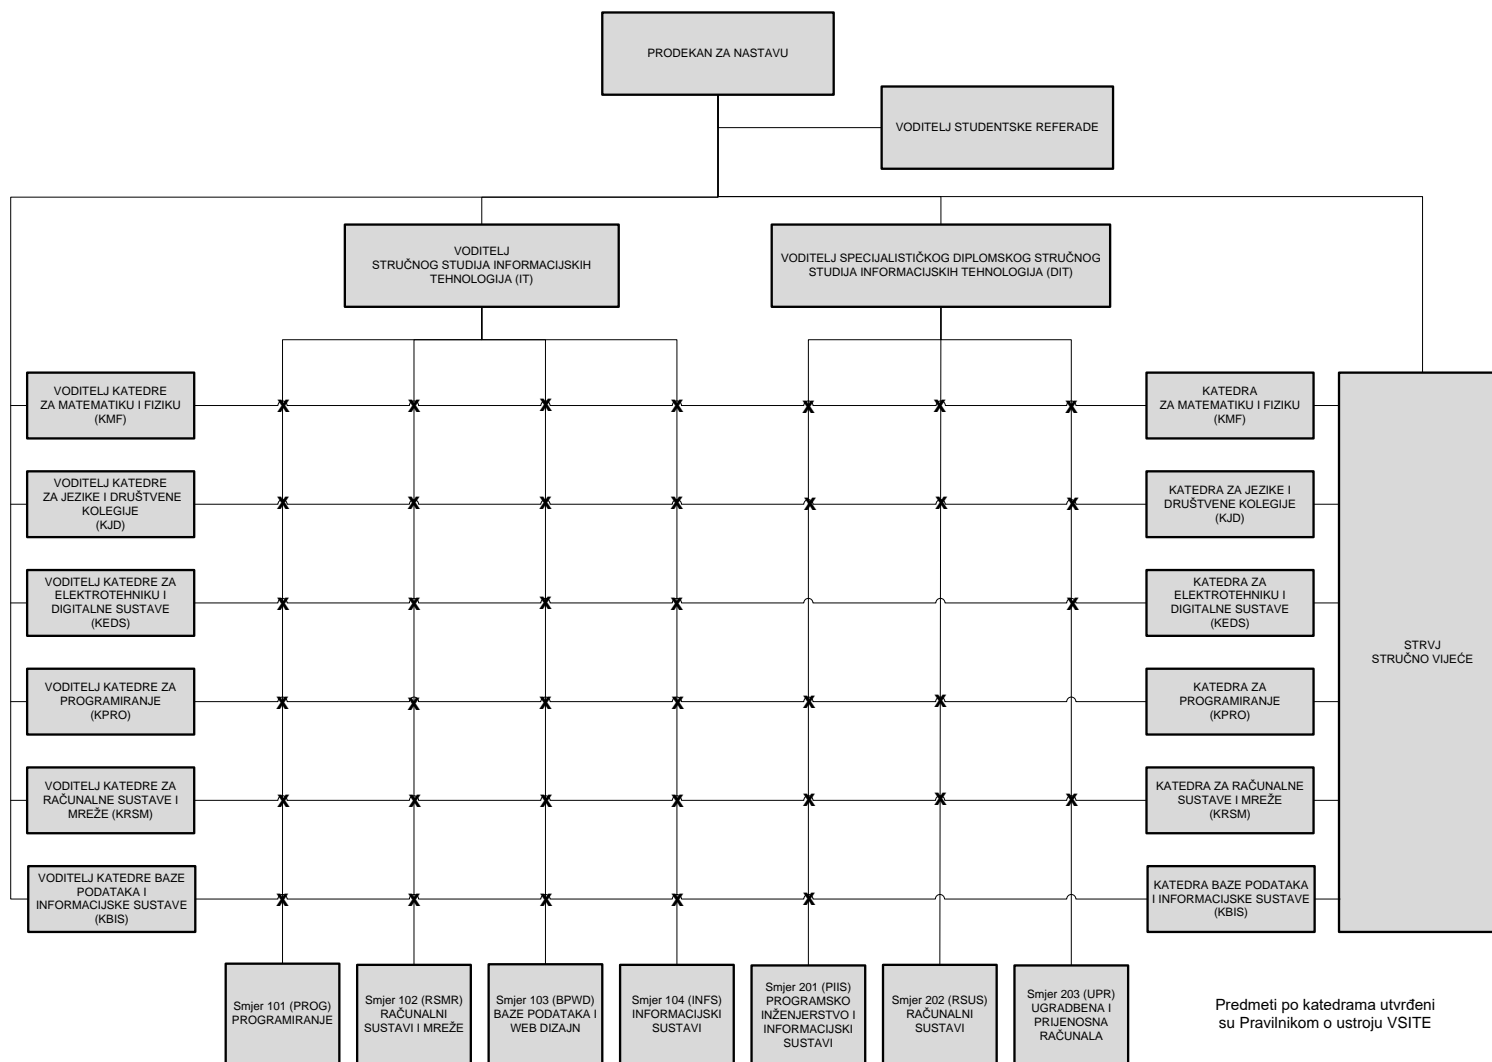 PRODEKAN ZA NASTAVU
VODITELJ STUDENTSKE REFERADE
VODITELJ
STRUČNOG STUDIJA INFORMACIJSKIH
TEHNOLOGIJA (IT)
VODITELJ SPECIJALISTIČKOG DIPLOMSKOG STRUČNOG
STUDIJA INFORMACIJSKIH TEHNOLOGIJA (DIT)
VODITELJ KATEDRE
ZA MATEMATIKU I FIZIKU
(KMF)
X X X X X X X
KATEDRA
ZA MATEMATIKU I FIZIKU
(KMF)
VODITELJ KATEDRE
ZA JEZIKE I DRUŠTVENE
KOLEGIJE
(KJD)
X X X X X X X
KATEDRA ZA JEZIKE I
DRUŠTVENE KOLEGIJE
(KJD)
VODITELJ KATEDRE ZA
ELEKTROTEHNIKU I
DIGITALNE SUSTAVE
(KEDS)
X X X X X
KATEDRA ZA
ELEKTROTEHNIKU I
DIGITALNE SUSTAVE
(KEDS)
STRVJ
STRUČNO VIJEĆE
VODITELJ KATEDRE ZA
PROGRAMIRANJE
(KPRO)
X X X X X X
KATEDRA ZA
PROGRAMIRANJE
(KPRO)
VODITELJ KATEDRE ZA
RAČUNALNE SUSTAVE I
MREŽE (KRSM)
X X X X X X X
KATEDRA ZA RAČUNALNE
SUSTAVE I MREŽE
(KRSM)
VODITELJ KATEDRE BAZE
PODATAKA I
INFORMACIJSKE SUSTAVE
(KBIS)
X X X X X
KATEDRA BAZE PODATAKA
I INFORMACIJSKE SUSTAVE
(KBIS)
Smjer 101 (PROG)
PROGRAMIRANJE
Smjer 102 (RSMR)
RAČUNALNI
SUSTAVI I MREŽE
Smjer 103 (BPWD)
BAZE PODATAKA I
WEB DIZAJN
Smjer 104 (INFS)
INFORMACIJSKI
SUSTAVI
Smjer 201 (PIIS)
PROGRAMSKO
INŽENJERSTVO I
INFORMACIJSKI
SUSTAVI
Smjer 202 (RSUS)
RAČUNALNI
SUSTAVI
Smjer 203 (UPR)
UGRADBENA I
PRIJENOSNA
RAČUNALA
Predmeti po katedrama utvrđeni
su Pravilnikom o ustroju VSITE